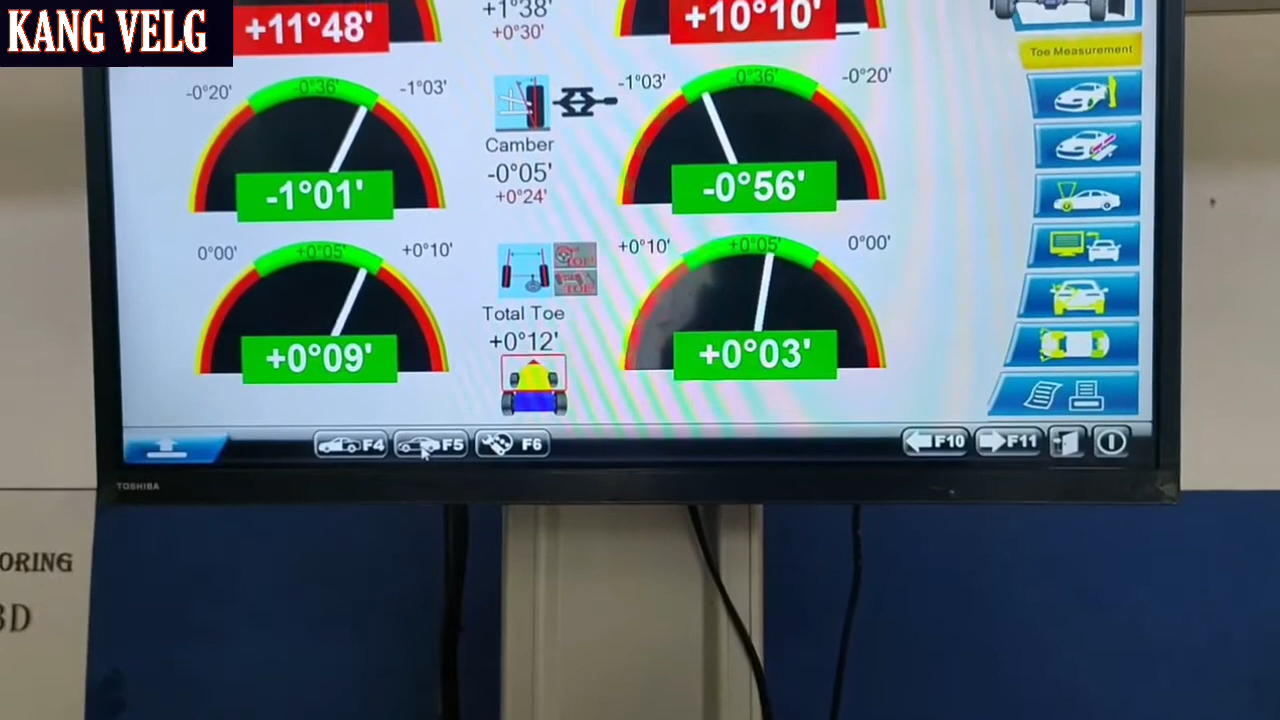 KANG VELG
+11°48'
+1°38'
+0°30'
+10°10'
Toe Measurement
-0°20'
-0°36'
-1°03'
-1°03'
-0°36'
-0°20'
Camber
-0°05'
+0°24'
-1°01'
-0°56'
0°00'
+0°05'
+0°10'
+0°10'
+0°05'
0°00'
TOE!
TOE!
Total Toe
+0°12'
+0°09'
+0°03'
F4
F5
F6
F10
F11
TOSHIBA
ORING
3D